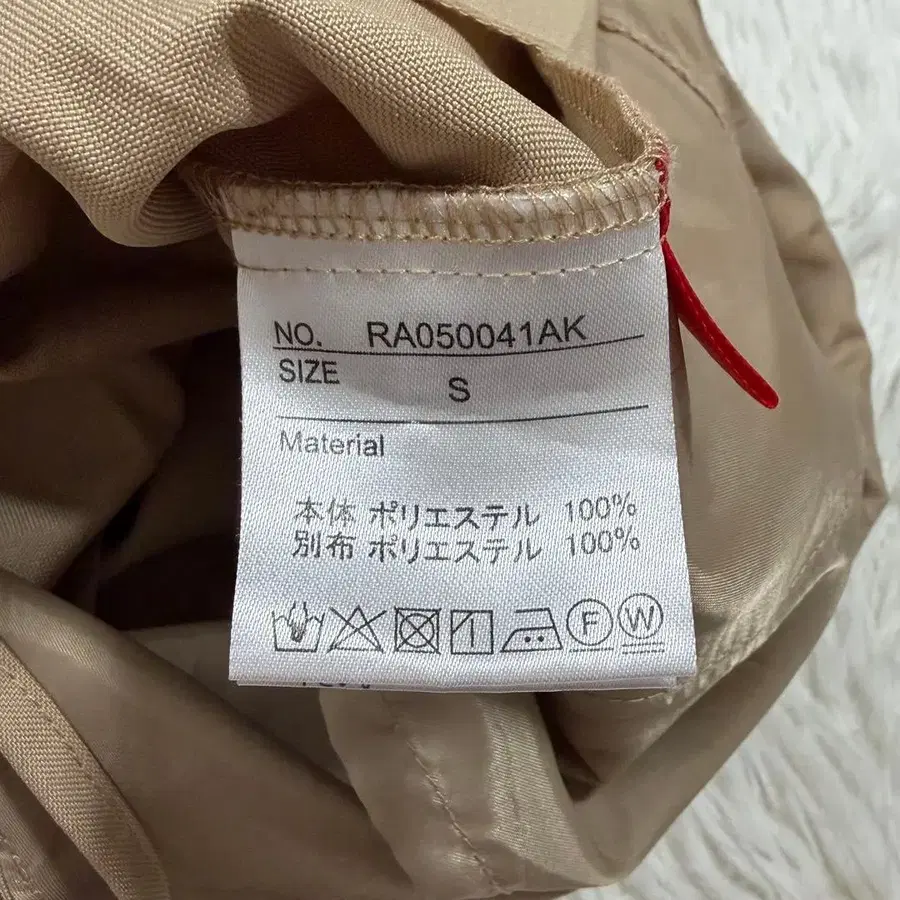 NO. RA050041AK
SIZE S
Material
本体 ポリエステル 100%
別布 ポリエステル 100%
F W